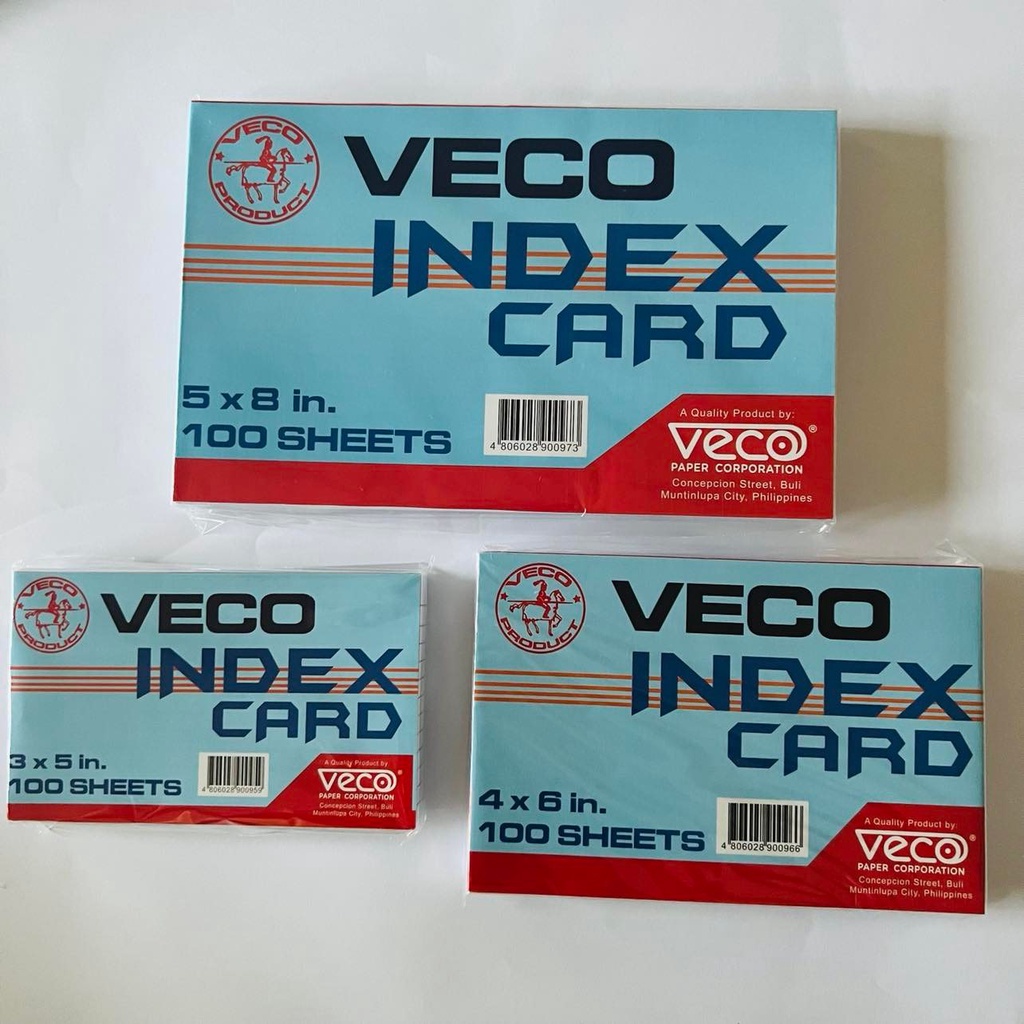 VECO
PRODUCT
VECO
INDEX
CARD
5 x 8 in.
100 SHEETS
4 806028 900973
A Quality Product by:
veco®
PAPER CORPORATION
Concepcion Street, Buli
Muntinlupa City, Philippines
VECO
PRODUCT
VECO
INDEX
CARD
3 x 5 in.
100 SHEETS
4 806028 900959
A Quality Product by
veco®
PAPER CORPORATION
Concepcion Street, Buli
Muntinlupa City, Philippines
VECO
PRODUCT
VECO
INDEX
CARD
4 x 6 in.
100 SHEETS
4 806028 900966
A Quality Product by:
veco®
PAPER CORPORATION
Concepcion Street, Buli
Muntinlupa City, Philippines